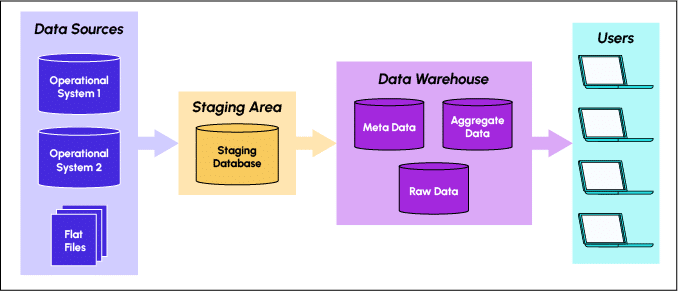 Data Sources
Operational
System 1
Operational
System 2
Flat
Files
Staging Area
Staging
Database
Data Warehouse
Meta Data
Aggregate
Data
Raw Data
Users